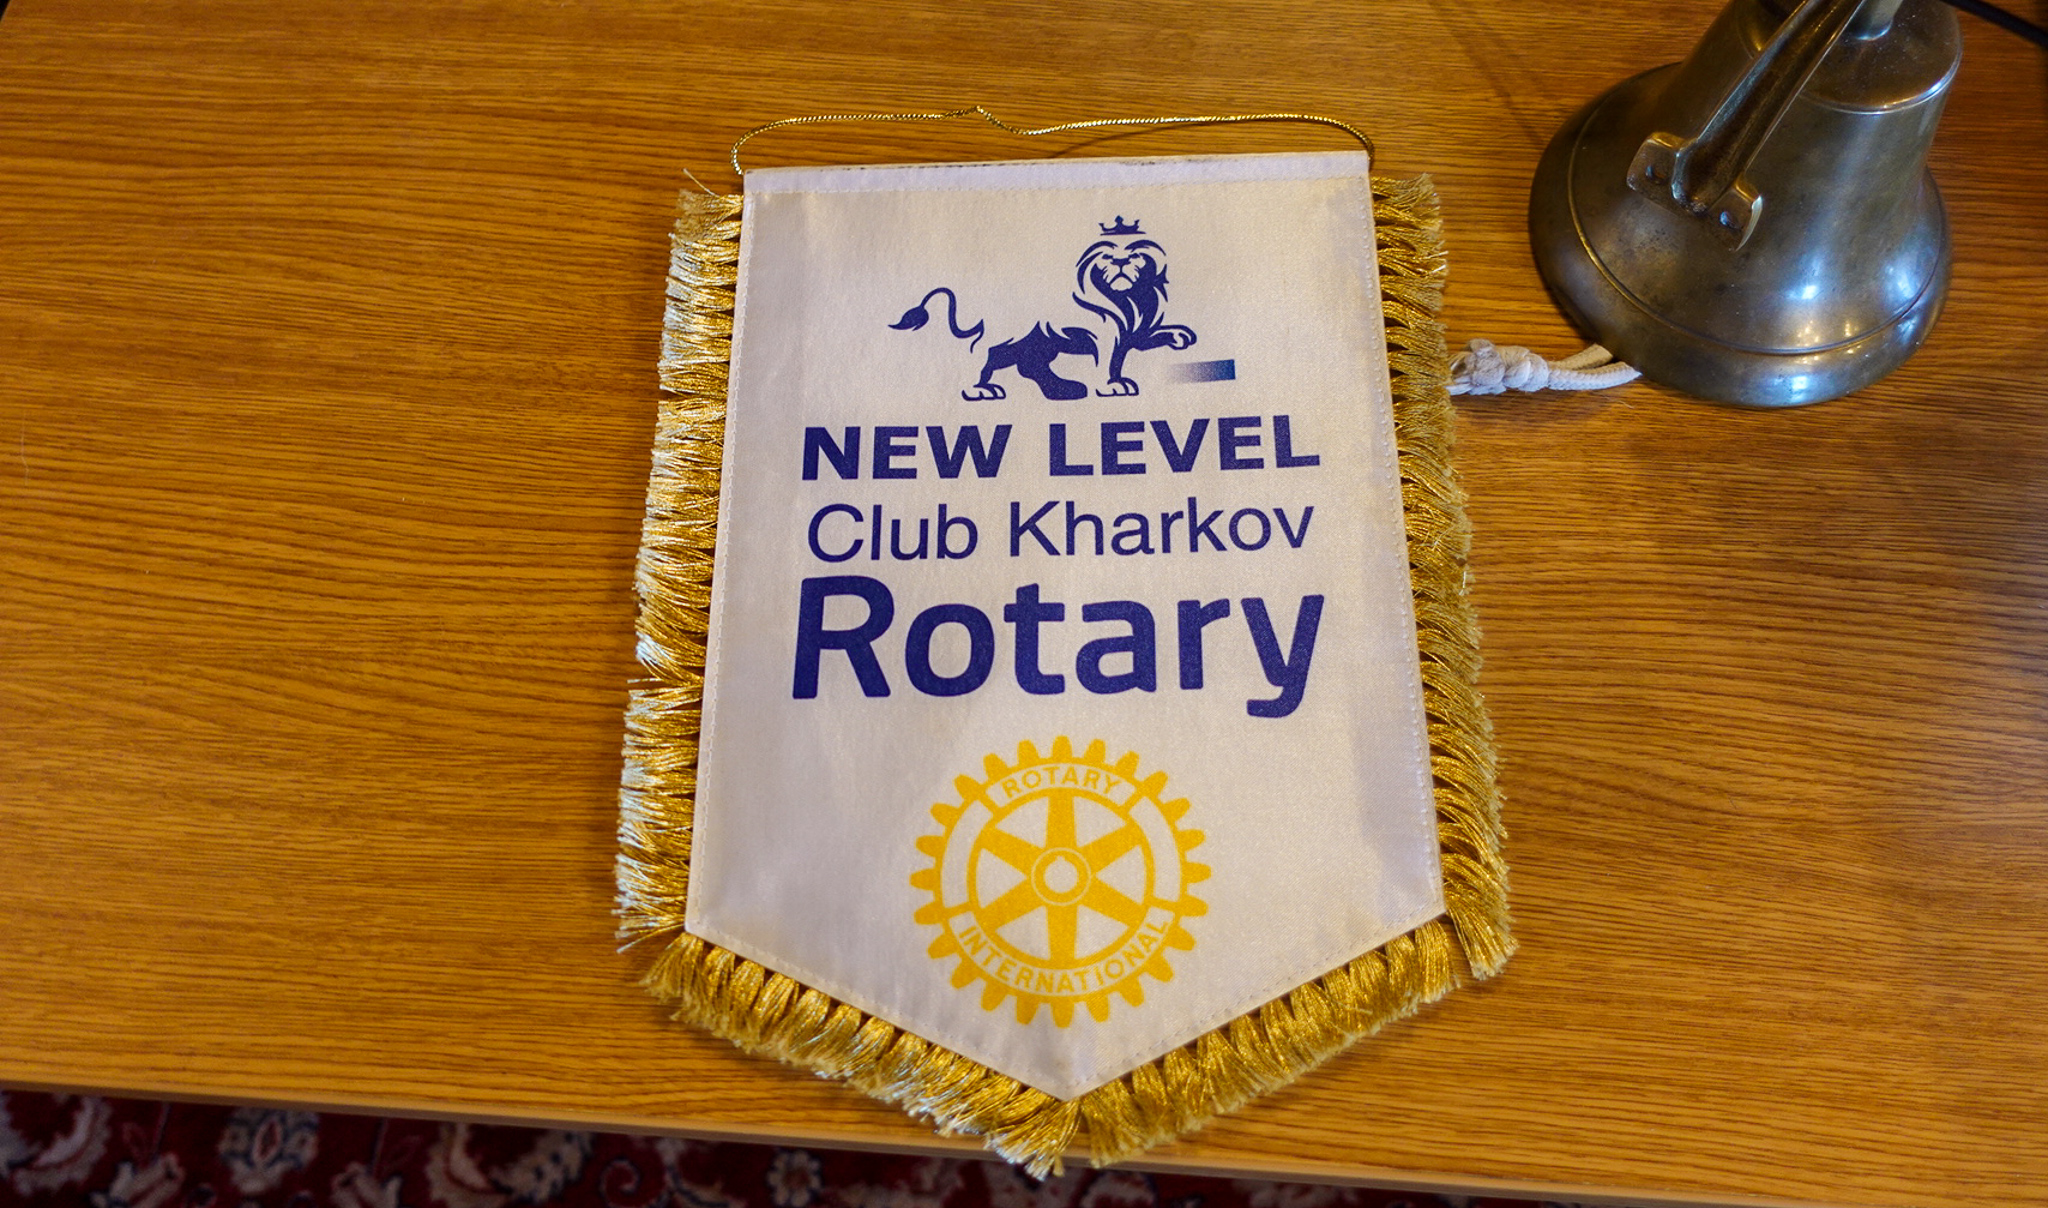 NEW LEVEL
Club Kharkov
Rotary
ROTARY
INTERNATIONAL